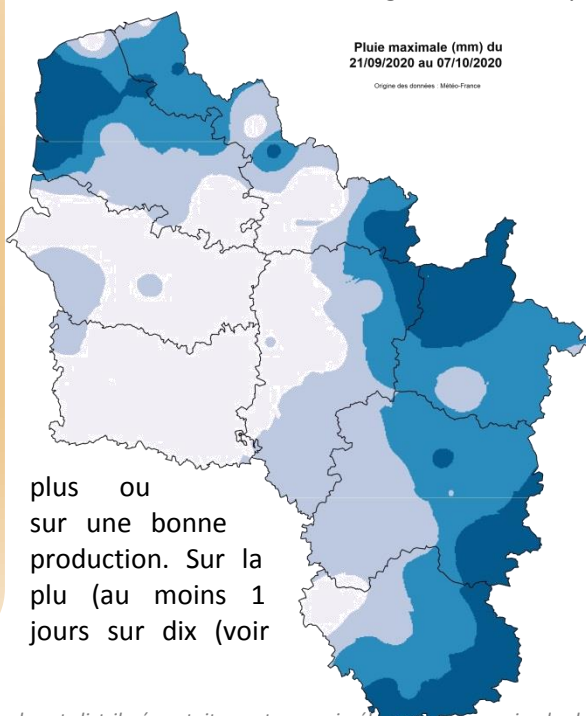 Pluie maximale (mm) du
21/09/2020 au 07/10/2020
Origine des données : Météo-France
plus ou
sur une bonne
production. Sur la
plu (au moins 1
jours sur dix (voir